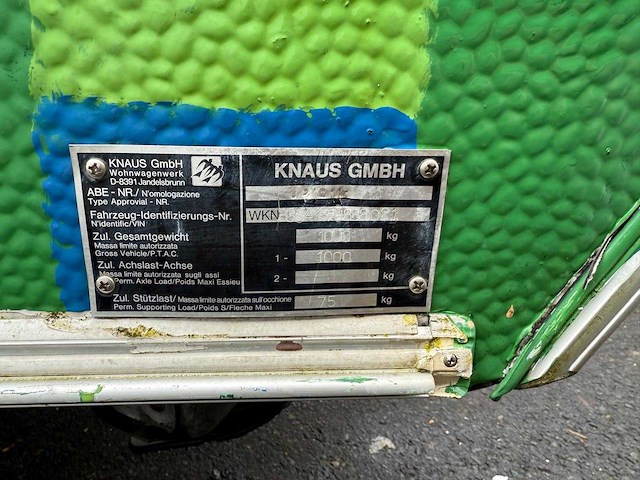 KNAUS GmbH
Wohnwagenwerk
D-8391 Jandelsbrunn
KNAUS GMBH
ABE - NR./ N'omologazione
Type Approvial - NR.
Fahrzeug-Identifizierungs-Nr.
N'identific/VIN
WKN
Zul. Gesamtgewicht
Massa limite autorizzata
Gross Vehicle/P.T.A.C.
kg
Zul. Achslast-Achse
Massa limite autorizzata sugli assi
Perm. Axle Load/Poids Maxi Essieu
1 - 1000 kg
2 - kg
Zul. Stützlast/ Massa limite autorizzata sull'occhione
Perm. Supporting Load/Poids S/Fleche Maxi
75 kg